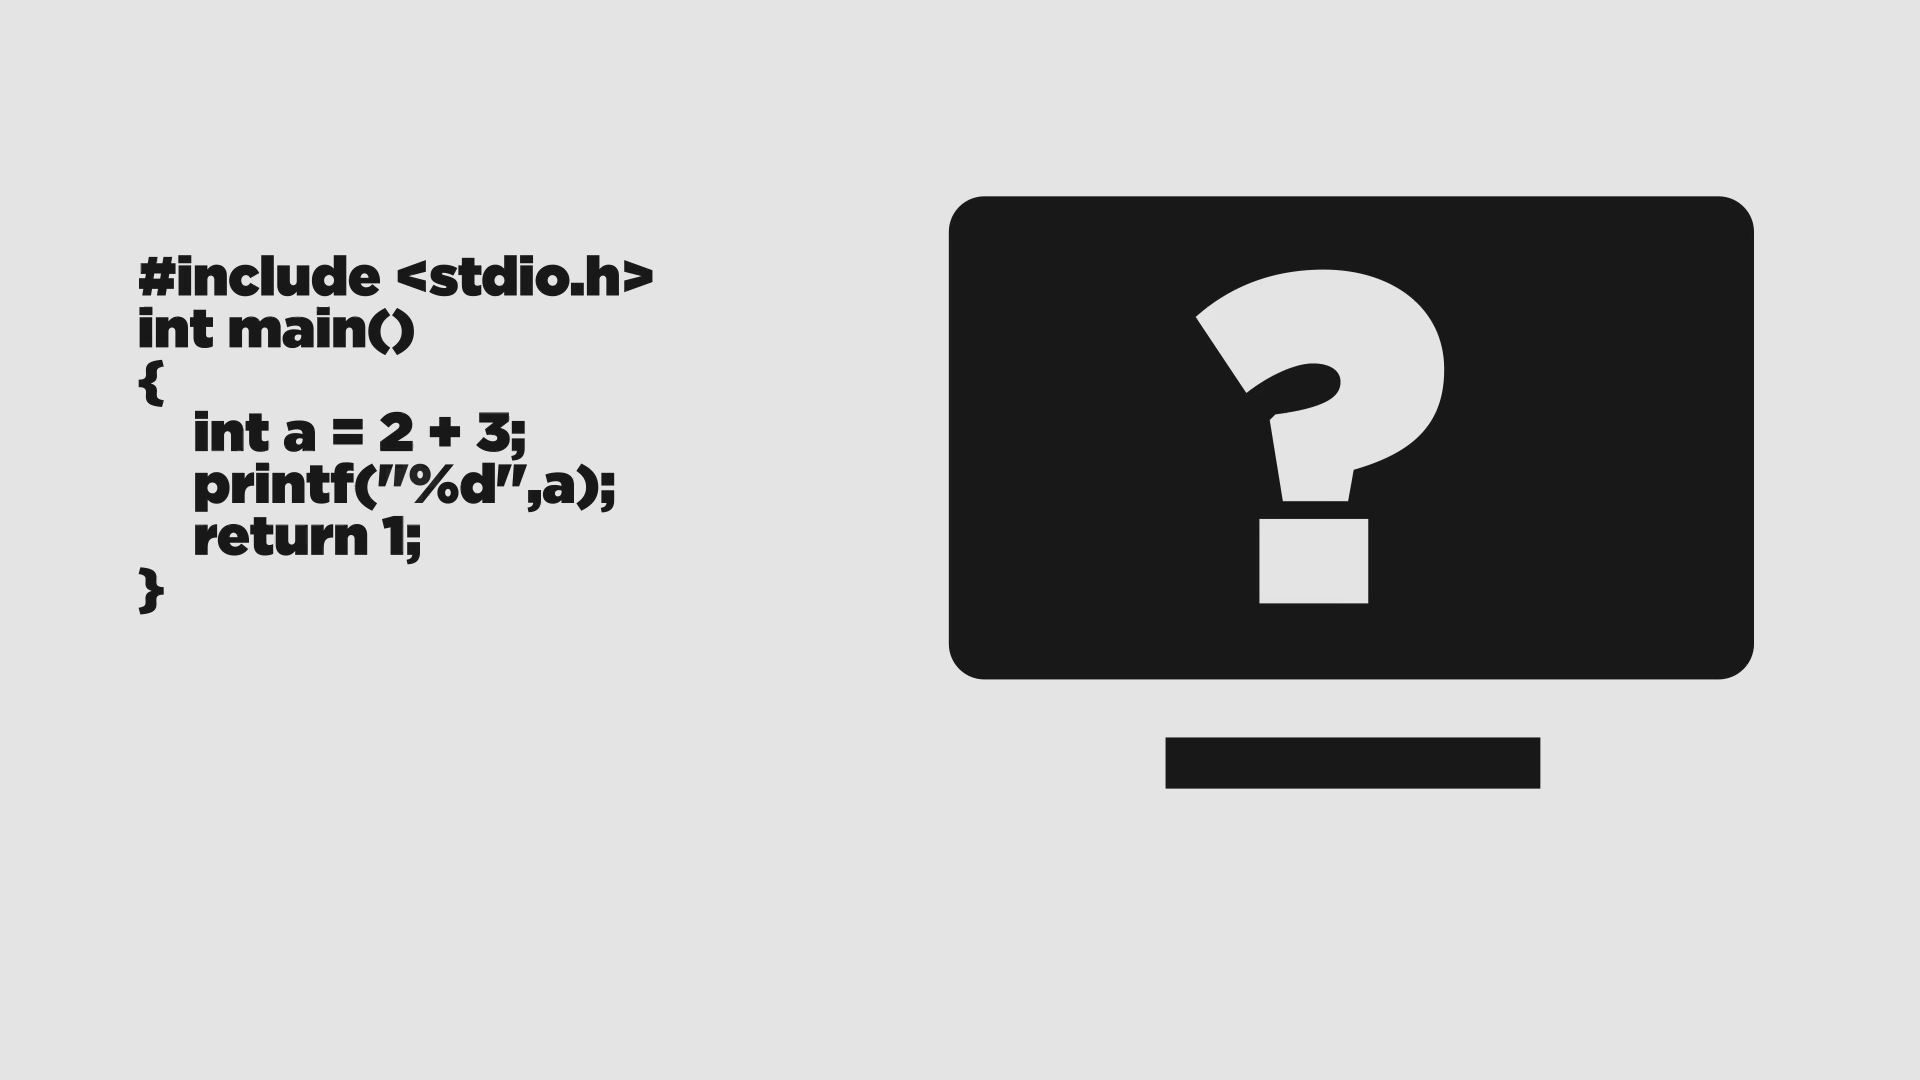 #include <stdio.h>
int main()
{
    int a = 2 + 3;
    printf("%d",a);
    return 1;
}
?